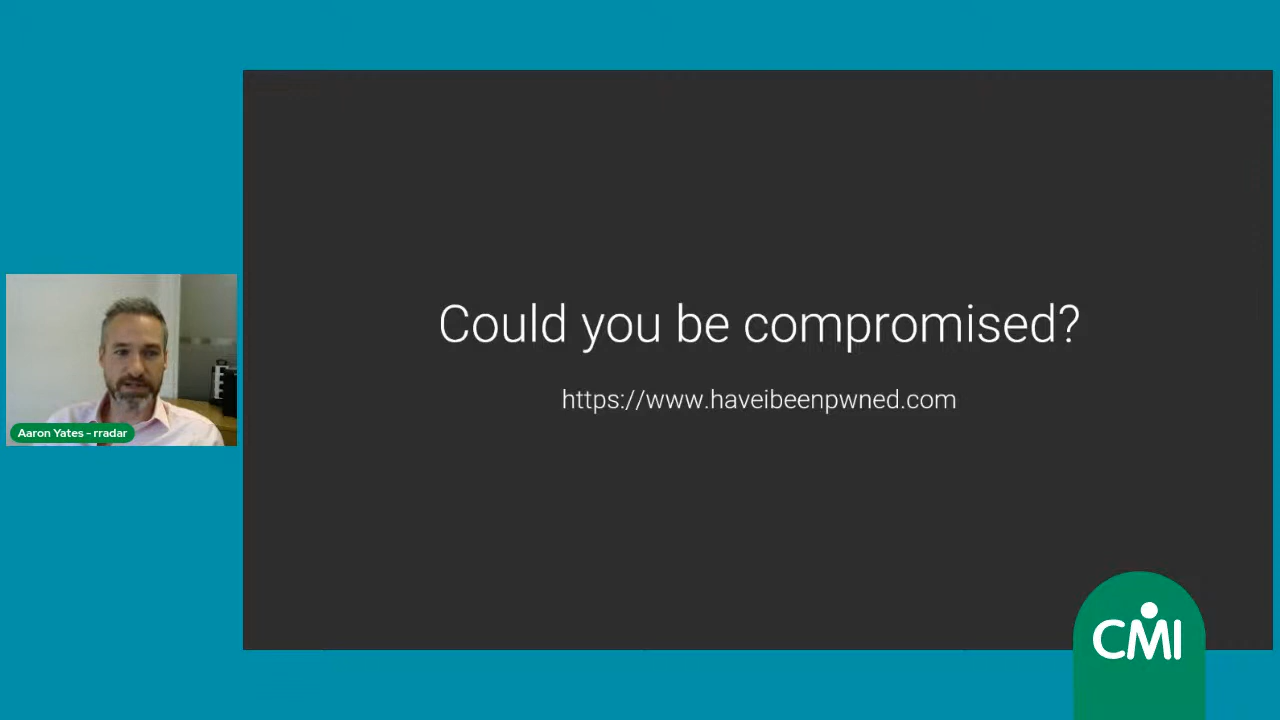 Could you be compromised?
https://www.haveibeenpwned.com
Aaron Yates - rradar
CMI